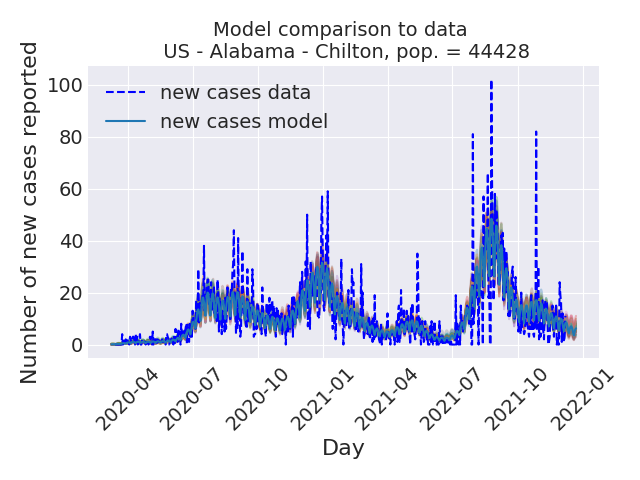 Model comparison to data
US - Alabama - Chilton, pop. = 44428
Number of new cases reported
100
80
60
40
20
0
new cases data
new cases model
2020-04
2020-07
2020-10
2021-01
2021-04
2021-07
2021-10
2022-01
Day